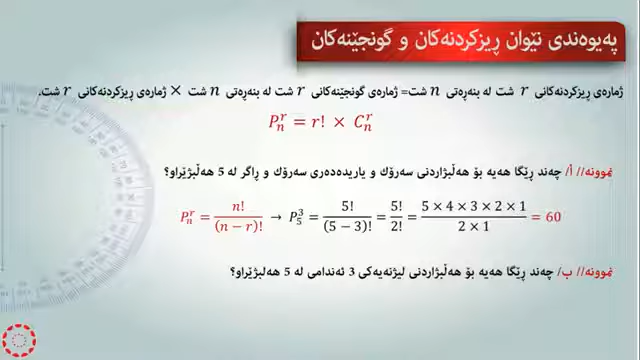 پەیوەندی نێوان ڕیزکردنەکان و گونجێنەکان
ژمارەی ڕیزکردنەکانی r شت لە بنەڕەتی n شت= ژمارەی گونجێنەکانی r شت لە بنەڕەتی n شت × ژمارەی ڕیزکردنەکانی r شت.
P_n^r = r! × C_n^r
نموونە// أ/ چەند ڕێگا هەیە بۆ هەڵبژاردنی سەرۆك و یاریدەدەری سەرۆك و ڕاگر لە 5 هەڵبژێراو؟
P_n^r = n!/(n − r)! → P_5^3 = 5!/(5 − 3)! = 5!/2! = (5 × 4 × 3 × 2 × 1)/(2 × 1) = 60
نموونە// ب/ چەند ڕێگا هەیە بۆ هەڵبژاردنی لیژنەیەکی 3 ئەندامی لە 5 هەلبژێراو؟